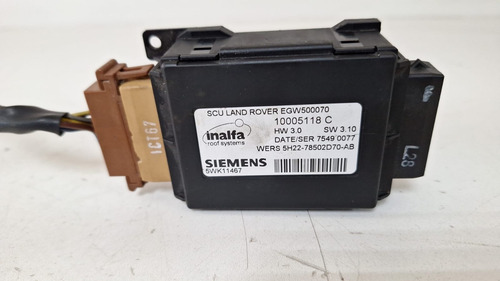 SCU LAND ROVER EGW500070
10005118 C
inalfa
roof systems
HW 3.0 SW 3.10
DATE/SER 7549 0077
WERS 5H22-78502D70-AB
SIEMENS
5WK11467
1CT67
L28